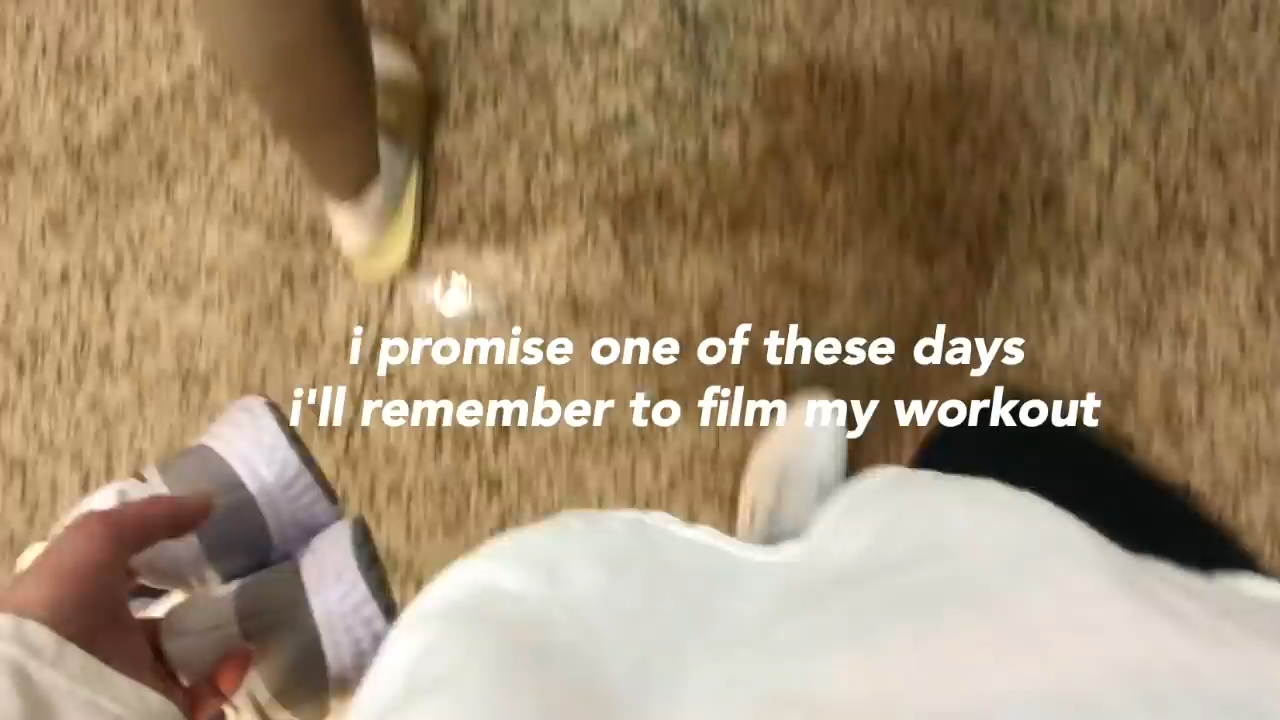 i promise one of these days
i'll remember to film my workout